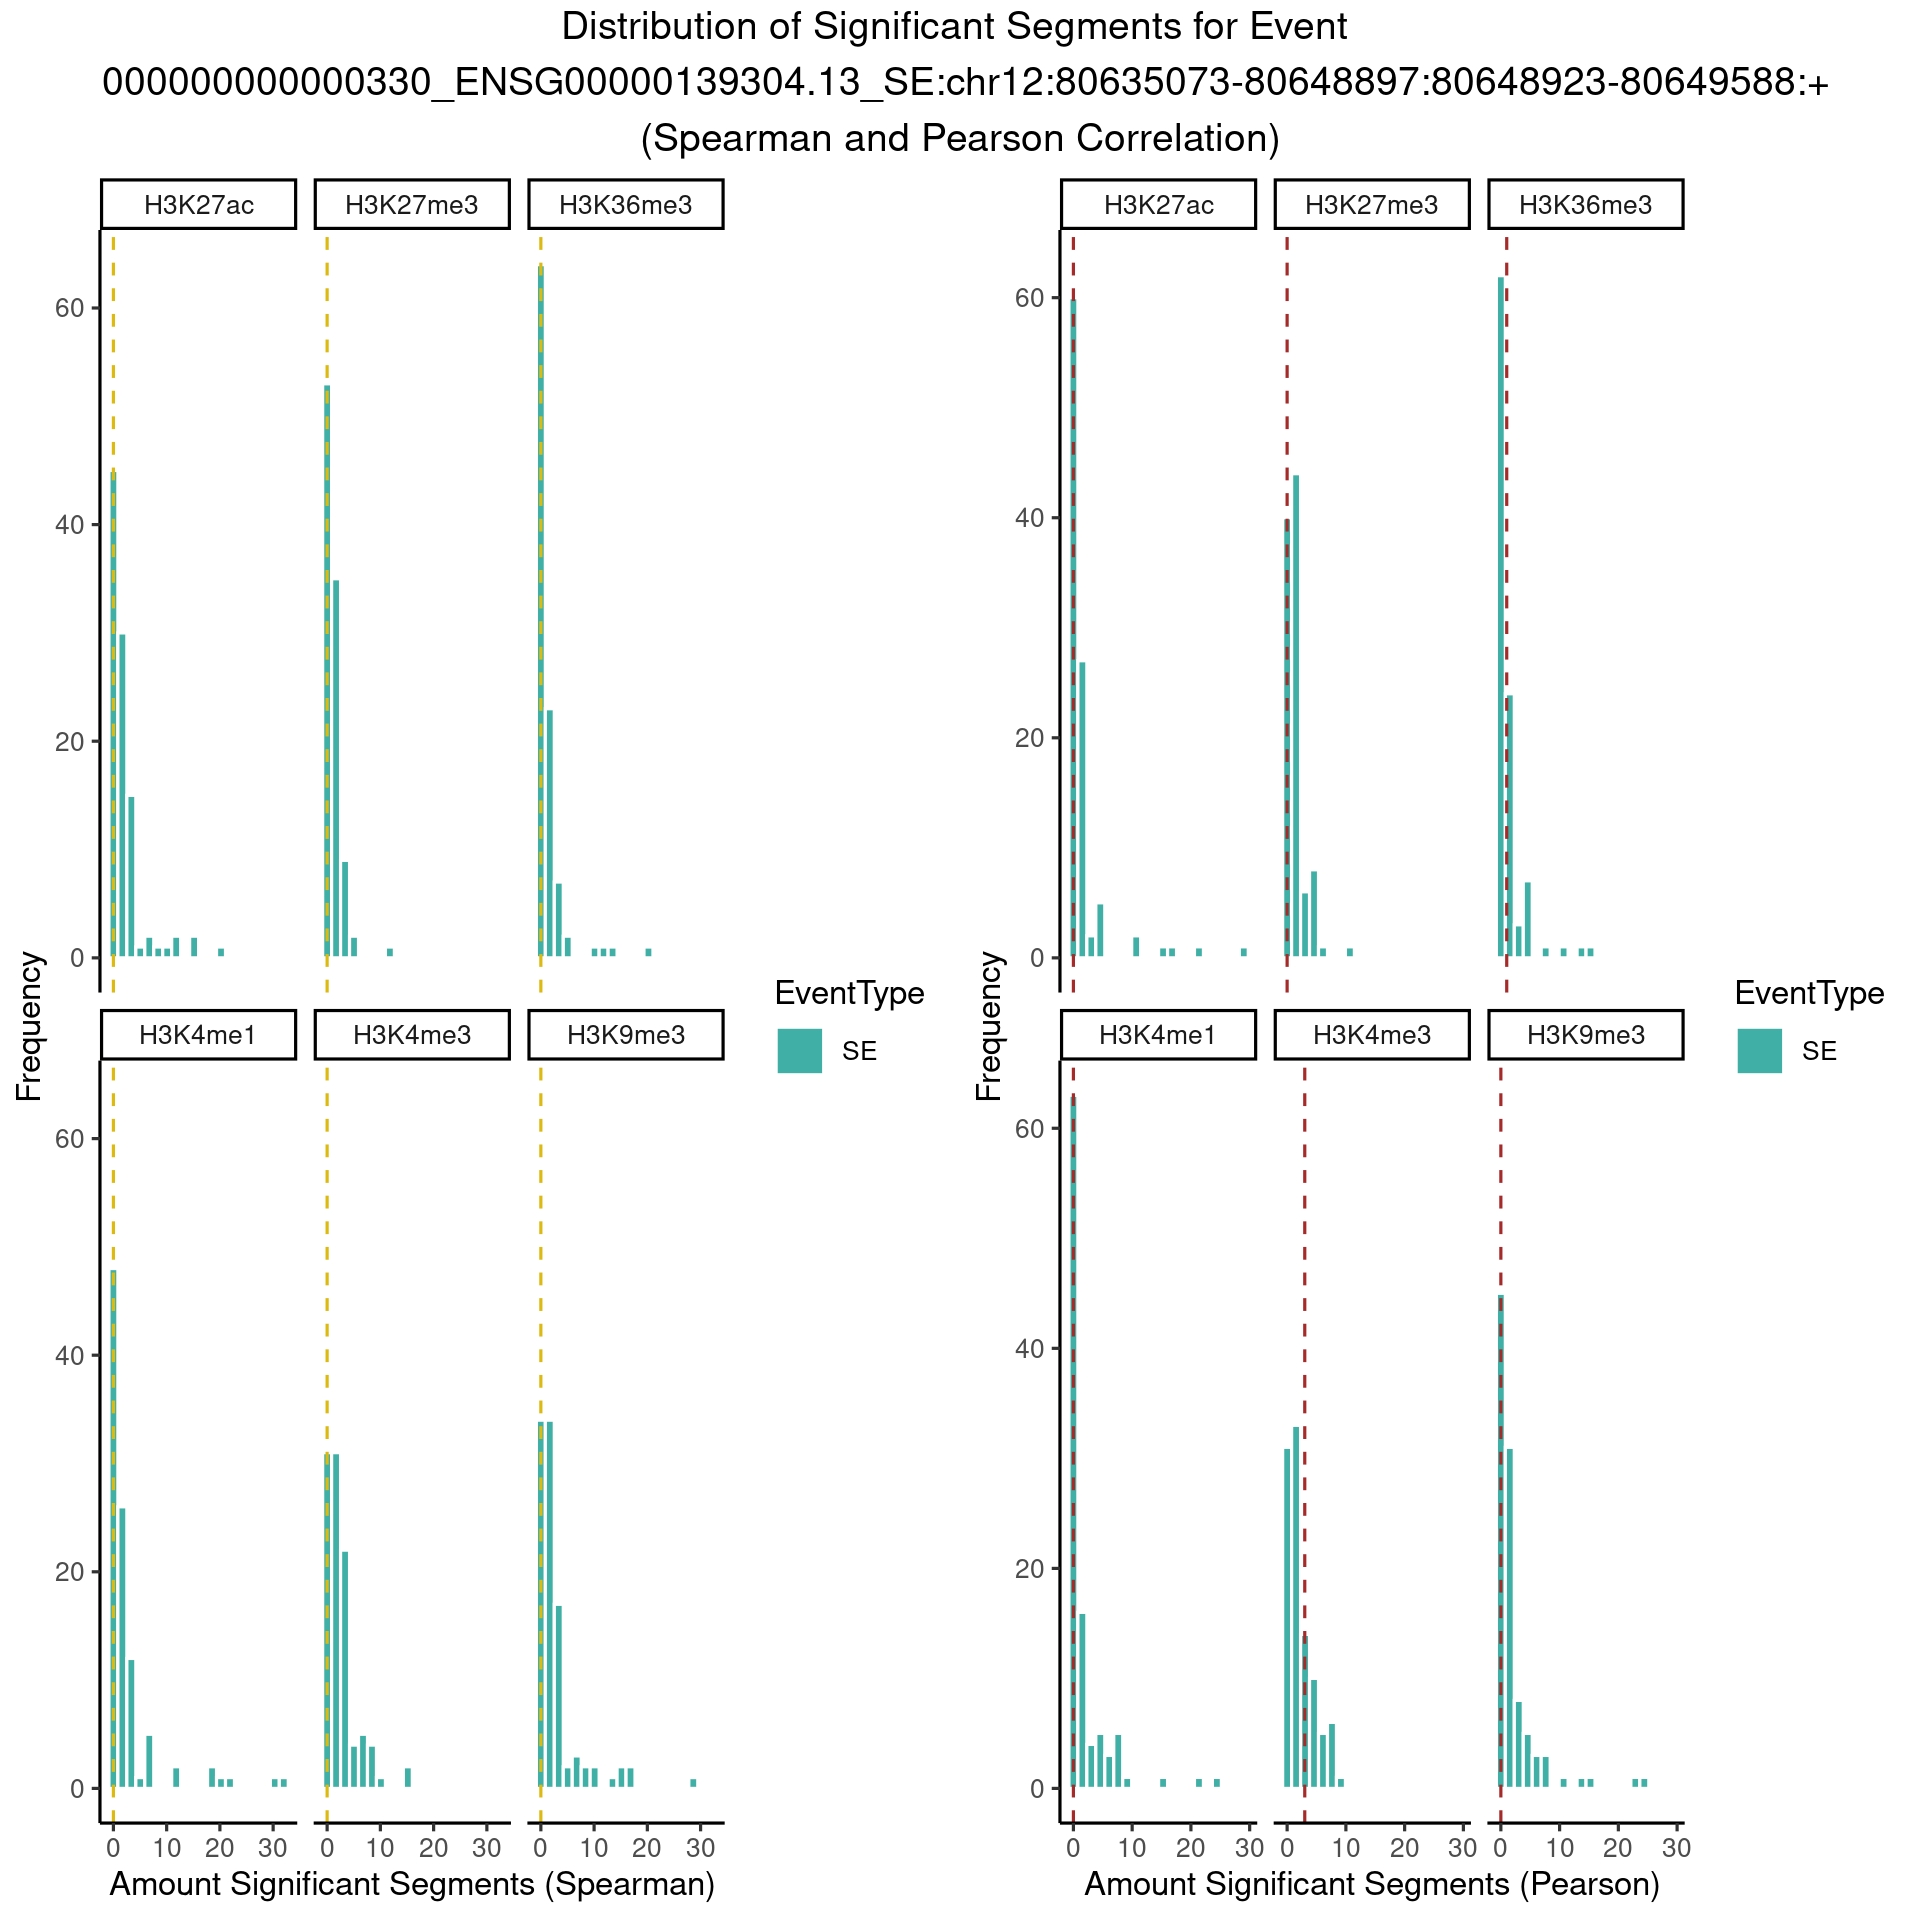 Distribution of Significant Segments for Event
000000000000330_ENSG00000139304.13_SE:chr12:80635073-80648897:80648923-80649588:+
(Spearman and Pearson Correlation)
H3K27ac H3K27me3 H3K36me3
60
40
20
0
H3K4me1 H3K4me3 H3K9me3
60
40
20
0
0 10 20 30 0 10 20 30 0 10 20 30
Frequency
Amount Significant Segments (Spearman)
EventType
SE
H3K27ac H3K27me3 H3K36me3
60
40
20
0
H3K4me1 H3K4me3 H3K9me3
60
40
20
0
0 10 20 30 0 10 20 30 0 10 20 30
Frequency
Amount Significant Segments (Pearson)
EventType
SE